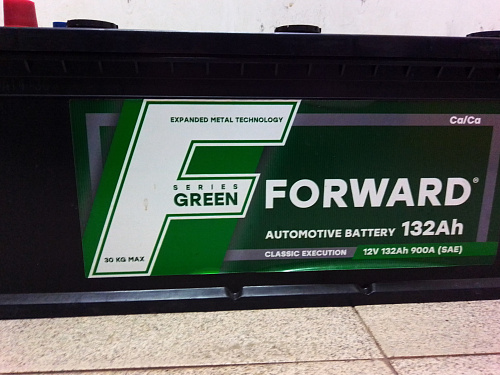 EXPANDED METAL TECHNOLOGY
Ca/Ca
SERIES
GREEN
FORWARD®
AUTOMOTIVE BATTERY 132Ah
30 KG MAX
CLASSIC EXECUTION
12V 132Ah 900A (SAE)